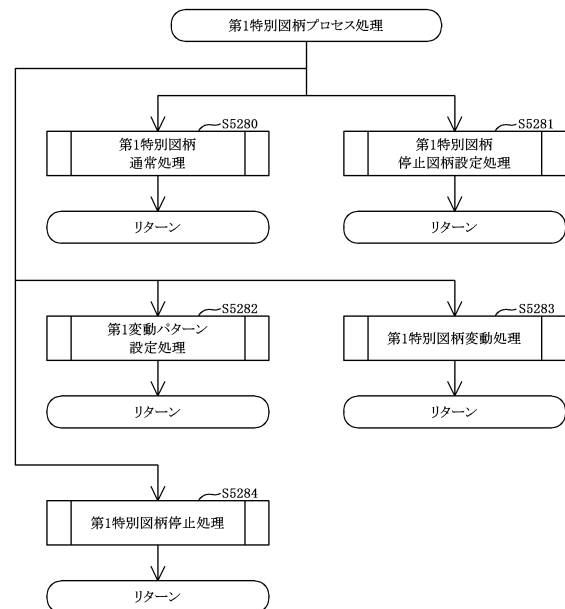 第1特別図柄プロセス処理
S5280
第1特別図柄
通常処理
リターン
S5281
第1特別図柄
停止図柄設定処理
リターン
S5282
第1変動パターン
設定処理
リターン
S5283
第1特別図柄変動処理
リターン
S5284
第1特別図柄停止処理
リターン